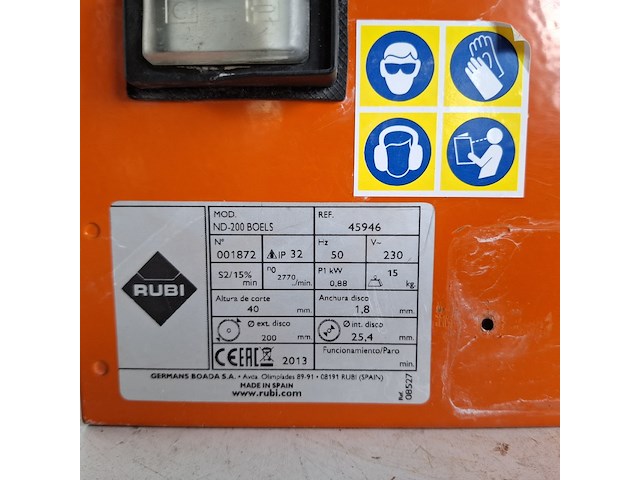 MOD.
ND-200 BOELS
REF.
45946
Nº
001872
IP 32
Hz
50
V~
230
S2/15%
min
n0
2770
/min.
P1 kW
0,88
15
kg.
RUBI
Altura de corte
40 mm.
Anchura disco
1,8 mm.
Ø ext. disco
200 mm.
Ø int. disco
25,4 mm.
CE EAC 2013
Funcionamiento/Paro
min.
GERMANS BOADA S.A. • Avda. Olimpíades 89-91 • 08191 RUBI (SPAIN)
MADE IN SPAIN
www.rubi.com
Ref. 08527